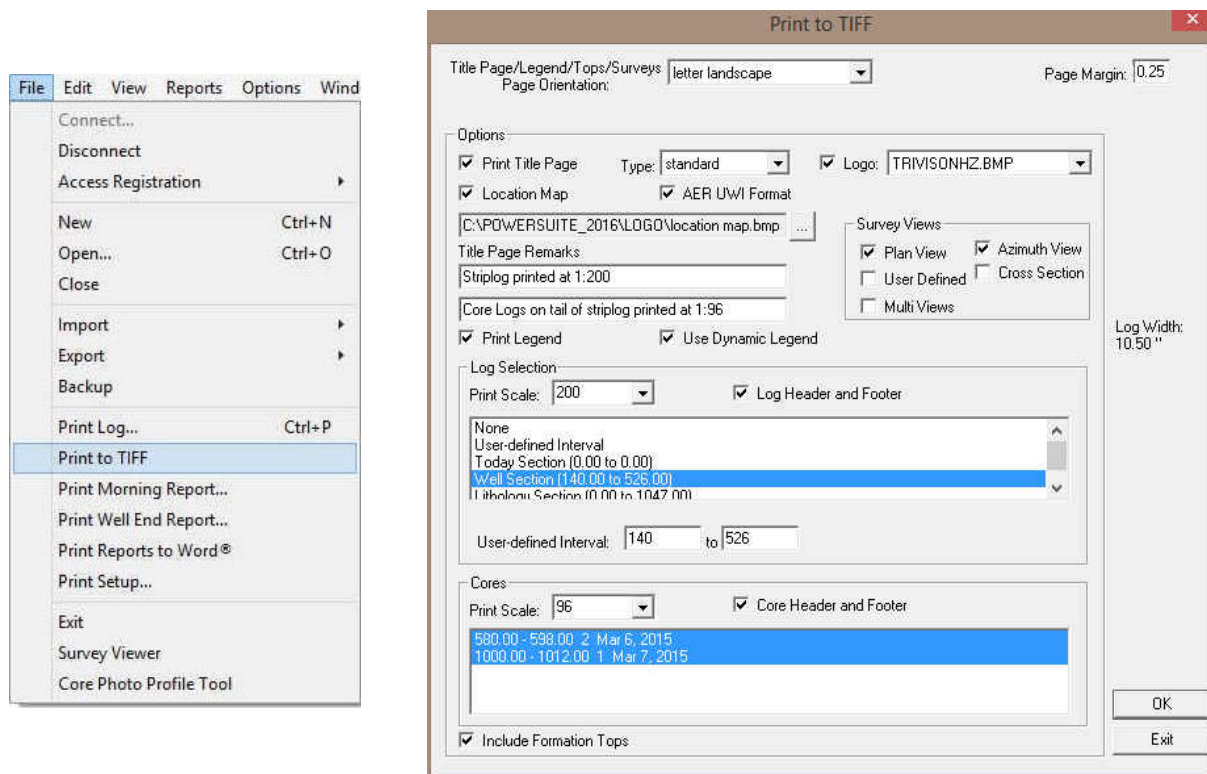 File Edit View Reports Options Wind
Connect...
Disconnect
Access Registration
New Ctrl+N
Open... Ctrl+O
Close
Import
Export
Backup
Print Log... Ctrl+P
Print to TIFF
Print Morning Report...
Print Well End Report...
Print Reports to Word®
Print Setup...
Exit
Survey Viewer
Core Photo Profile Tool
Print to TIFF
Title Page/Legend/Tops/Surveys letter landscape Page Margin: 0.25
Page Orientation:
Options
Print Title Page Type: standard Logo: TRIVISONHZ.BMP
Location Map AER UWI Format
C:\POWERSUITE_2016\LOGO\location map.bmp ...
Survey Views
Plan View Azimuth View
User Defined Cross Section
Multi Views
Title Page Remarks
Striplog printed at 1:200
Core Logs on tail of striplog printed at 1:96
Print Legend Use Dynamic Legend
Log Width:
10.50 "
Log Selection
Print Scale: 200 Log Header and Footer
None
User-defined Interval
Today Section (0.00 to 0.00)
Well Section (140.00 to 526.00)
Lithology Section (0.00 to 1047.00)
User-defined Interval: 140 to 526
Cores
Print Scale: 96 Core Header and Footer
580.00 - 598.00 2 Mar 6, 2015
1000.00 - 1012.00 1 Mar 7, 2015
Include Formation Tops
OK
Exit